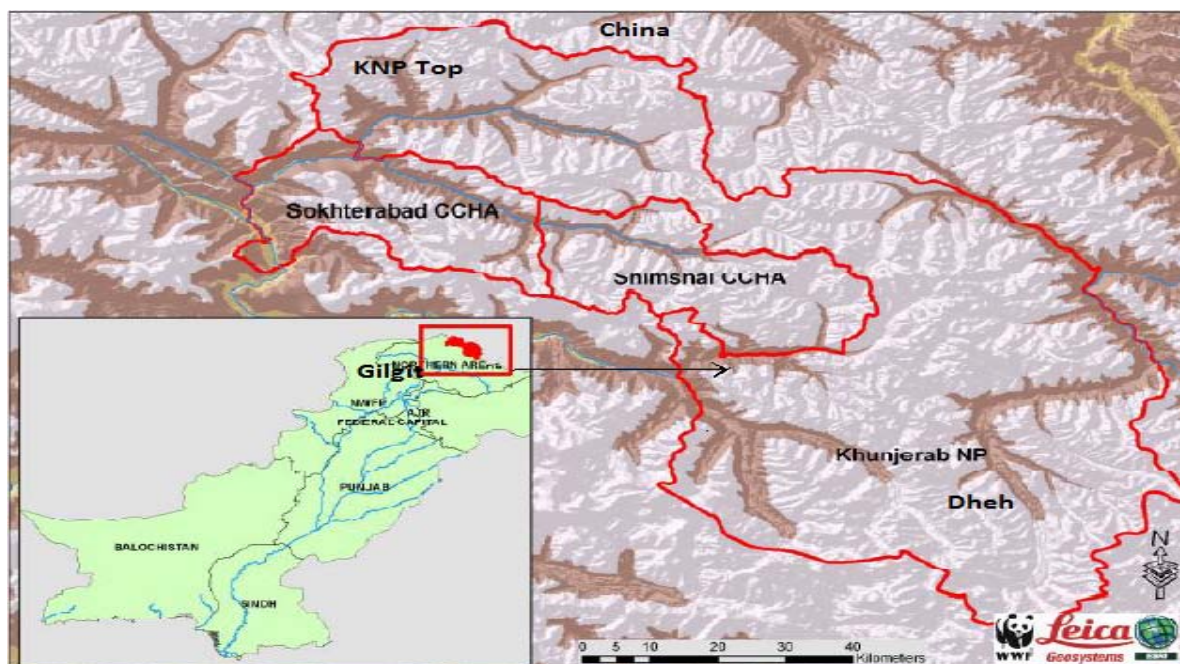 China
KNP Top
Sokhterabad CCHA
Shimshal CCHA
Gilgit
NORTHERN AREAS
NWFP
AJK
FEDERAL CAPITAL
PUNJAB
BALOCHISTAN
SINDH
Khunjerab NP
Dheh
N
0 5 10 20 30 40
Kilometers
WWF
Leica
Geosystems